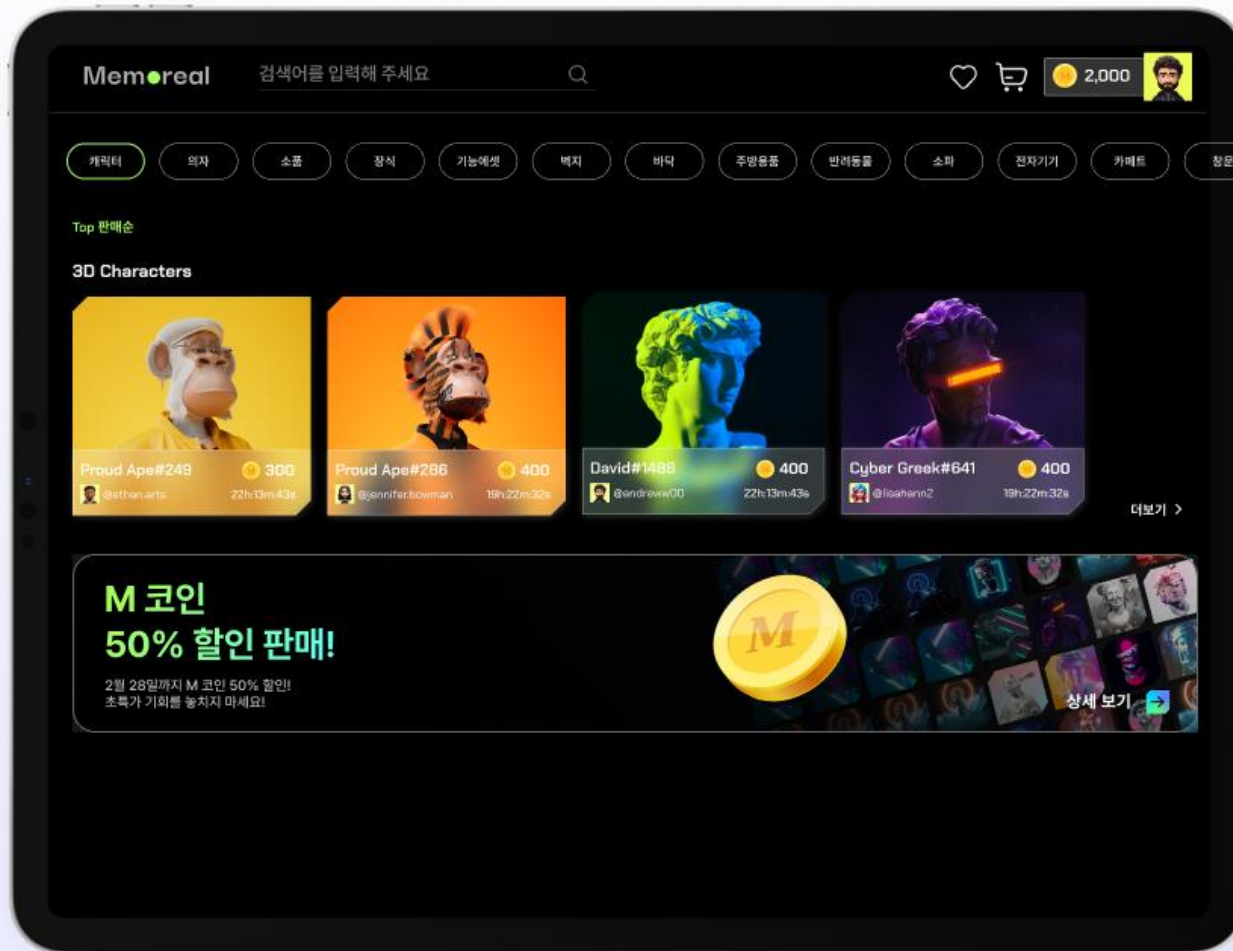 Memoreal
검색어를 입력해 주세요
2,000
캐릭터 의자 소품 장식 기능에셋 벽지 바닥 주방용품 반려동물 소파 전자기기 카페트 창문
Top 판매순
3D Characters
Proud Ape#249 300
@ethan.arts 22h:13m:43s
Proud Ape#286 400
@jennifer.bowman 19h:22m:32s
David#1486 400
@andreww00 22h:13m:43s
Cyber Greek#641 400
@lisahannZ 19h:22m:32s
더보기
M 코인
50% 할인 판매!
2월 28일까지 M 코인 50% 할인!
초특가 기회를 놓치지 마세요!
M
상세 보기